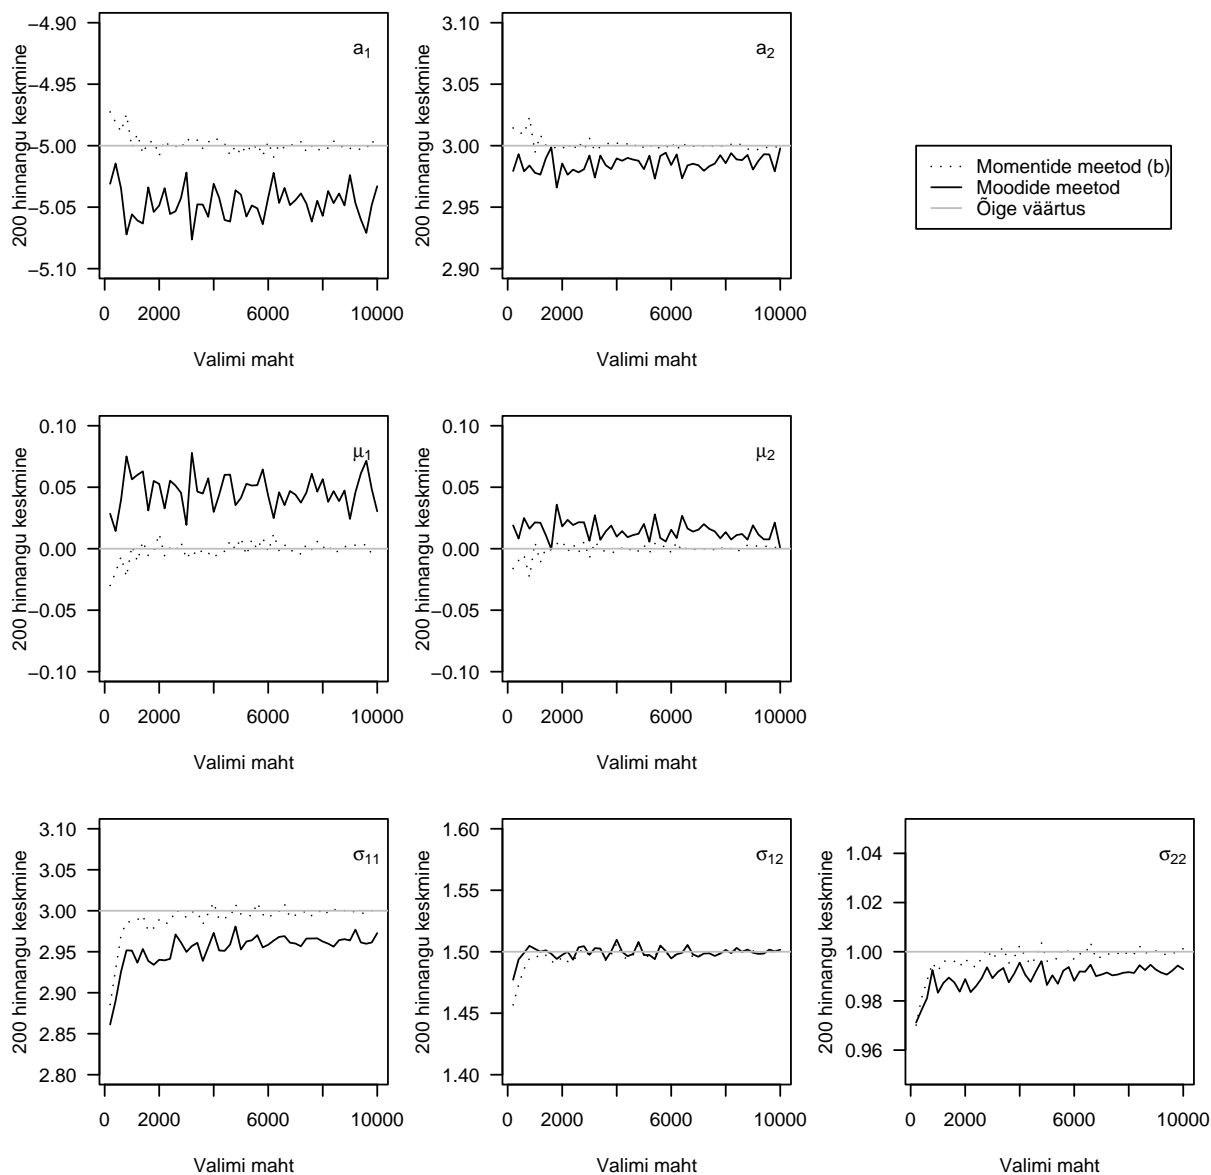 200 hinnangu keskmine
−4.90
−4.95
−5.00
−5.05
−5.10
a1
0 2000 6000 10000
Valimi maht
200 hinnangu keskmine
3.10
3.05
3.00
2.95
2.90
a2
0 2000 6000 10000
Valimi maht
Momentide meetod (b)
Moodide meetod
Õige väärtus
200 hinnangu keskmine
0.10
0.05
0.00
−0.05
−0.10
μ1
0 2000 6000 10000
Valimi maht
200 hinnangu keskmine
0.10
0.05
0.00
−0.05
−0.10
μ2
0 2000 6000 10000
Valimi maht
200 hinnangu keskmine
3.10
3.05
3.00
2.95
2.90
2.85
2.80
σ11
0 2000 6000 10000
Valimi maht
200 hinnangu keskmine
1.60
1.55
1.50
1.45
1.40
σ12
0 2000 6000 10000
Valimi maht
200 hinnangu keskmine
1.04
1.02
1.00
0.98
0.96
σ22
0 2000 6000 10000
Valimi maht